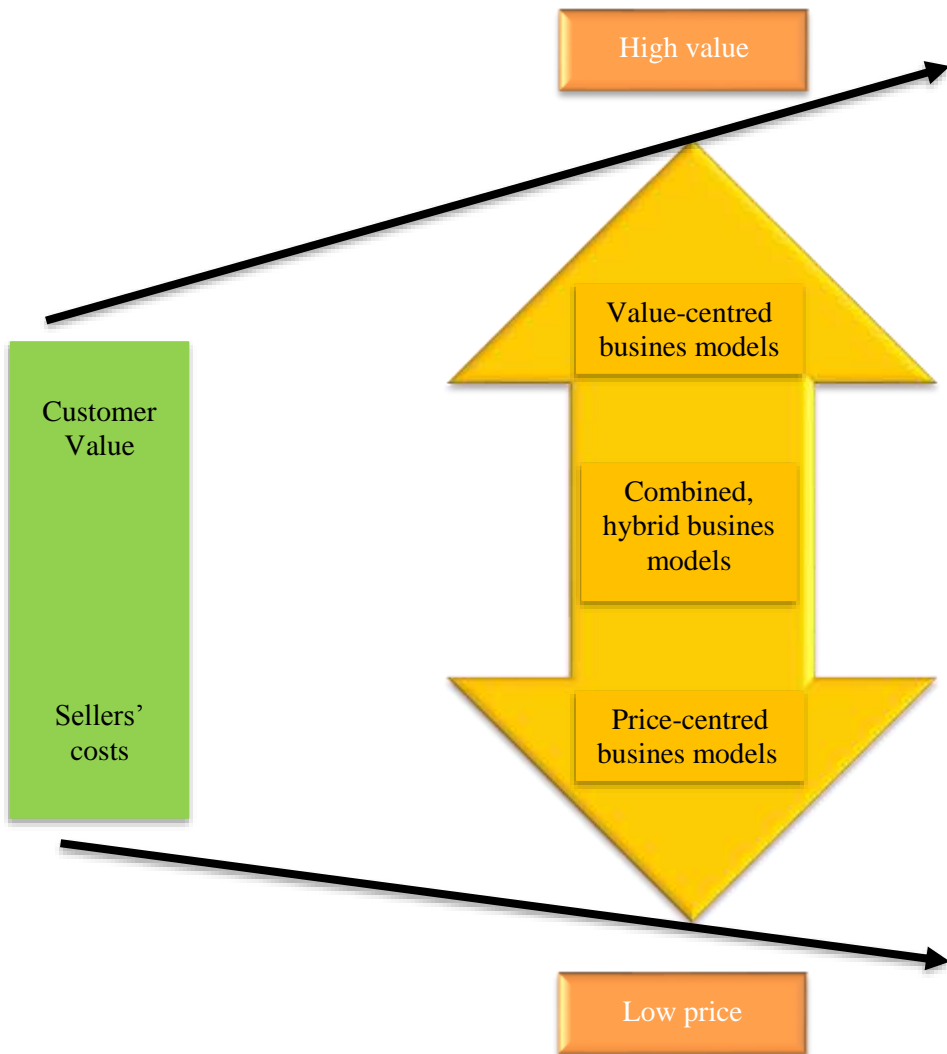 High value
Value-centred
busines models
Customer
Value
Combined,
hybrid busines
models
Sellers’
costs
Price-centred
busines models
Low price